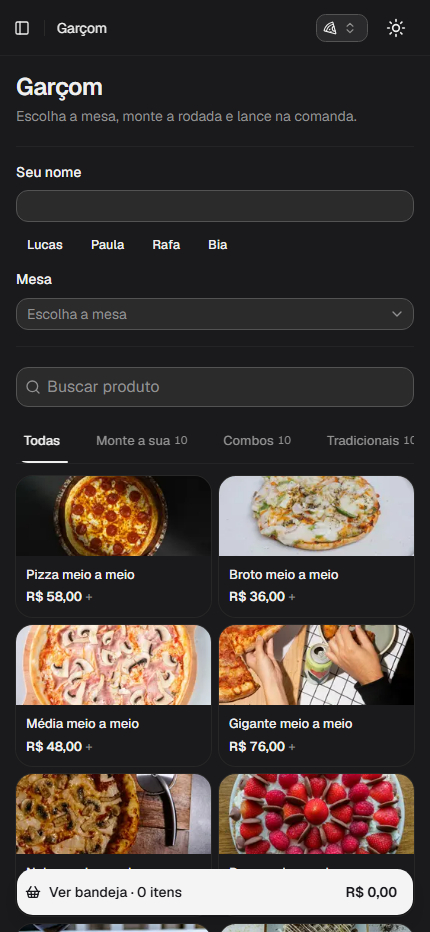 Garçom
Garçom
Escolha a mesa, monte a rodada e lance na comanda.
Seu nome
Lucas Paula Rafa Bia
Mesa
Escolha a mesa
Buscar produto
Todas Monte a sua 10 Combos 10 Tradicionais 10
Pizza meio a meio Broto meio a meio
R$ 58,00 + R$ 36,00 +
Média meio a meio Gigante meio a meio
R$ 48,00 + R$ 76,00 +
Ver bandeja · 0 itens R$ 0,00